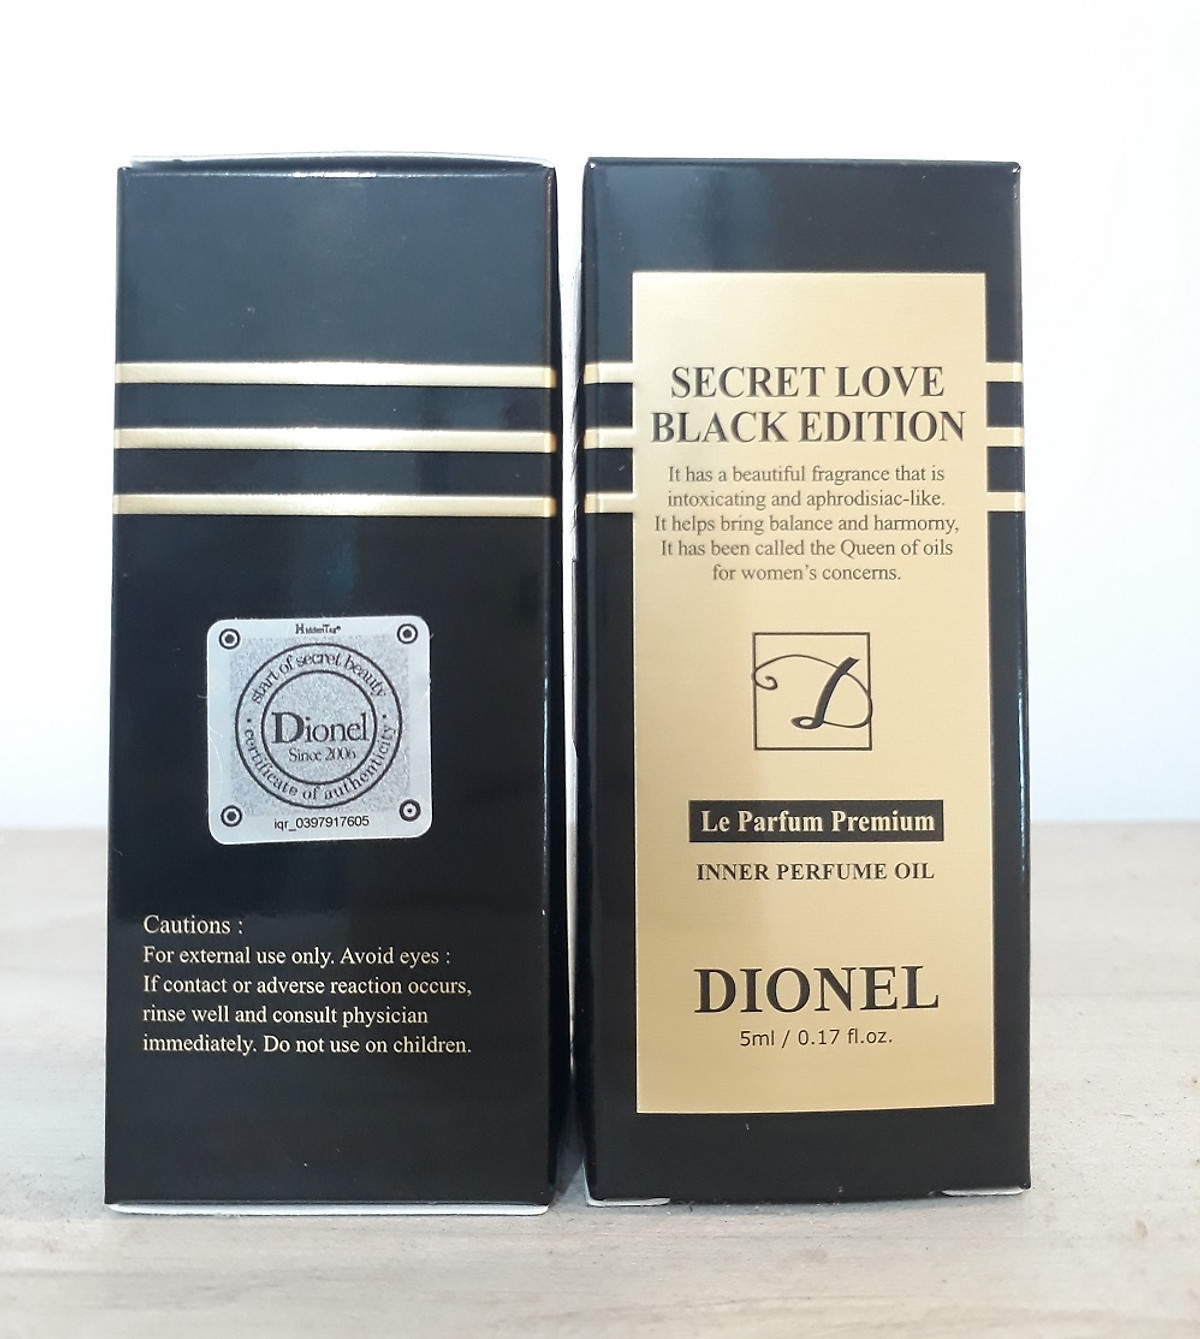 HiddenTag®
start of secret beauty
Dionel
Since 2006
certificate of authenticity
iqr_0397917605
Cautions :
For external use only. Avoid eyes :
If contact or adverse reaction occurs,
rinse well and consult physician
immediately. Do not use on children.
SECRET LOVE
BLACK EDITION
It has a beautiful fragrance that is
intoxicating and aphrodisiac-like.
It helps bring balance and harmorny,
It has been called the Queen of oils
for women's concerns.
D
Le Parfum Premium
INNER PERFUME OIL
DIONEL
5ml / 0.17 fl.oz.